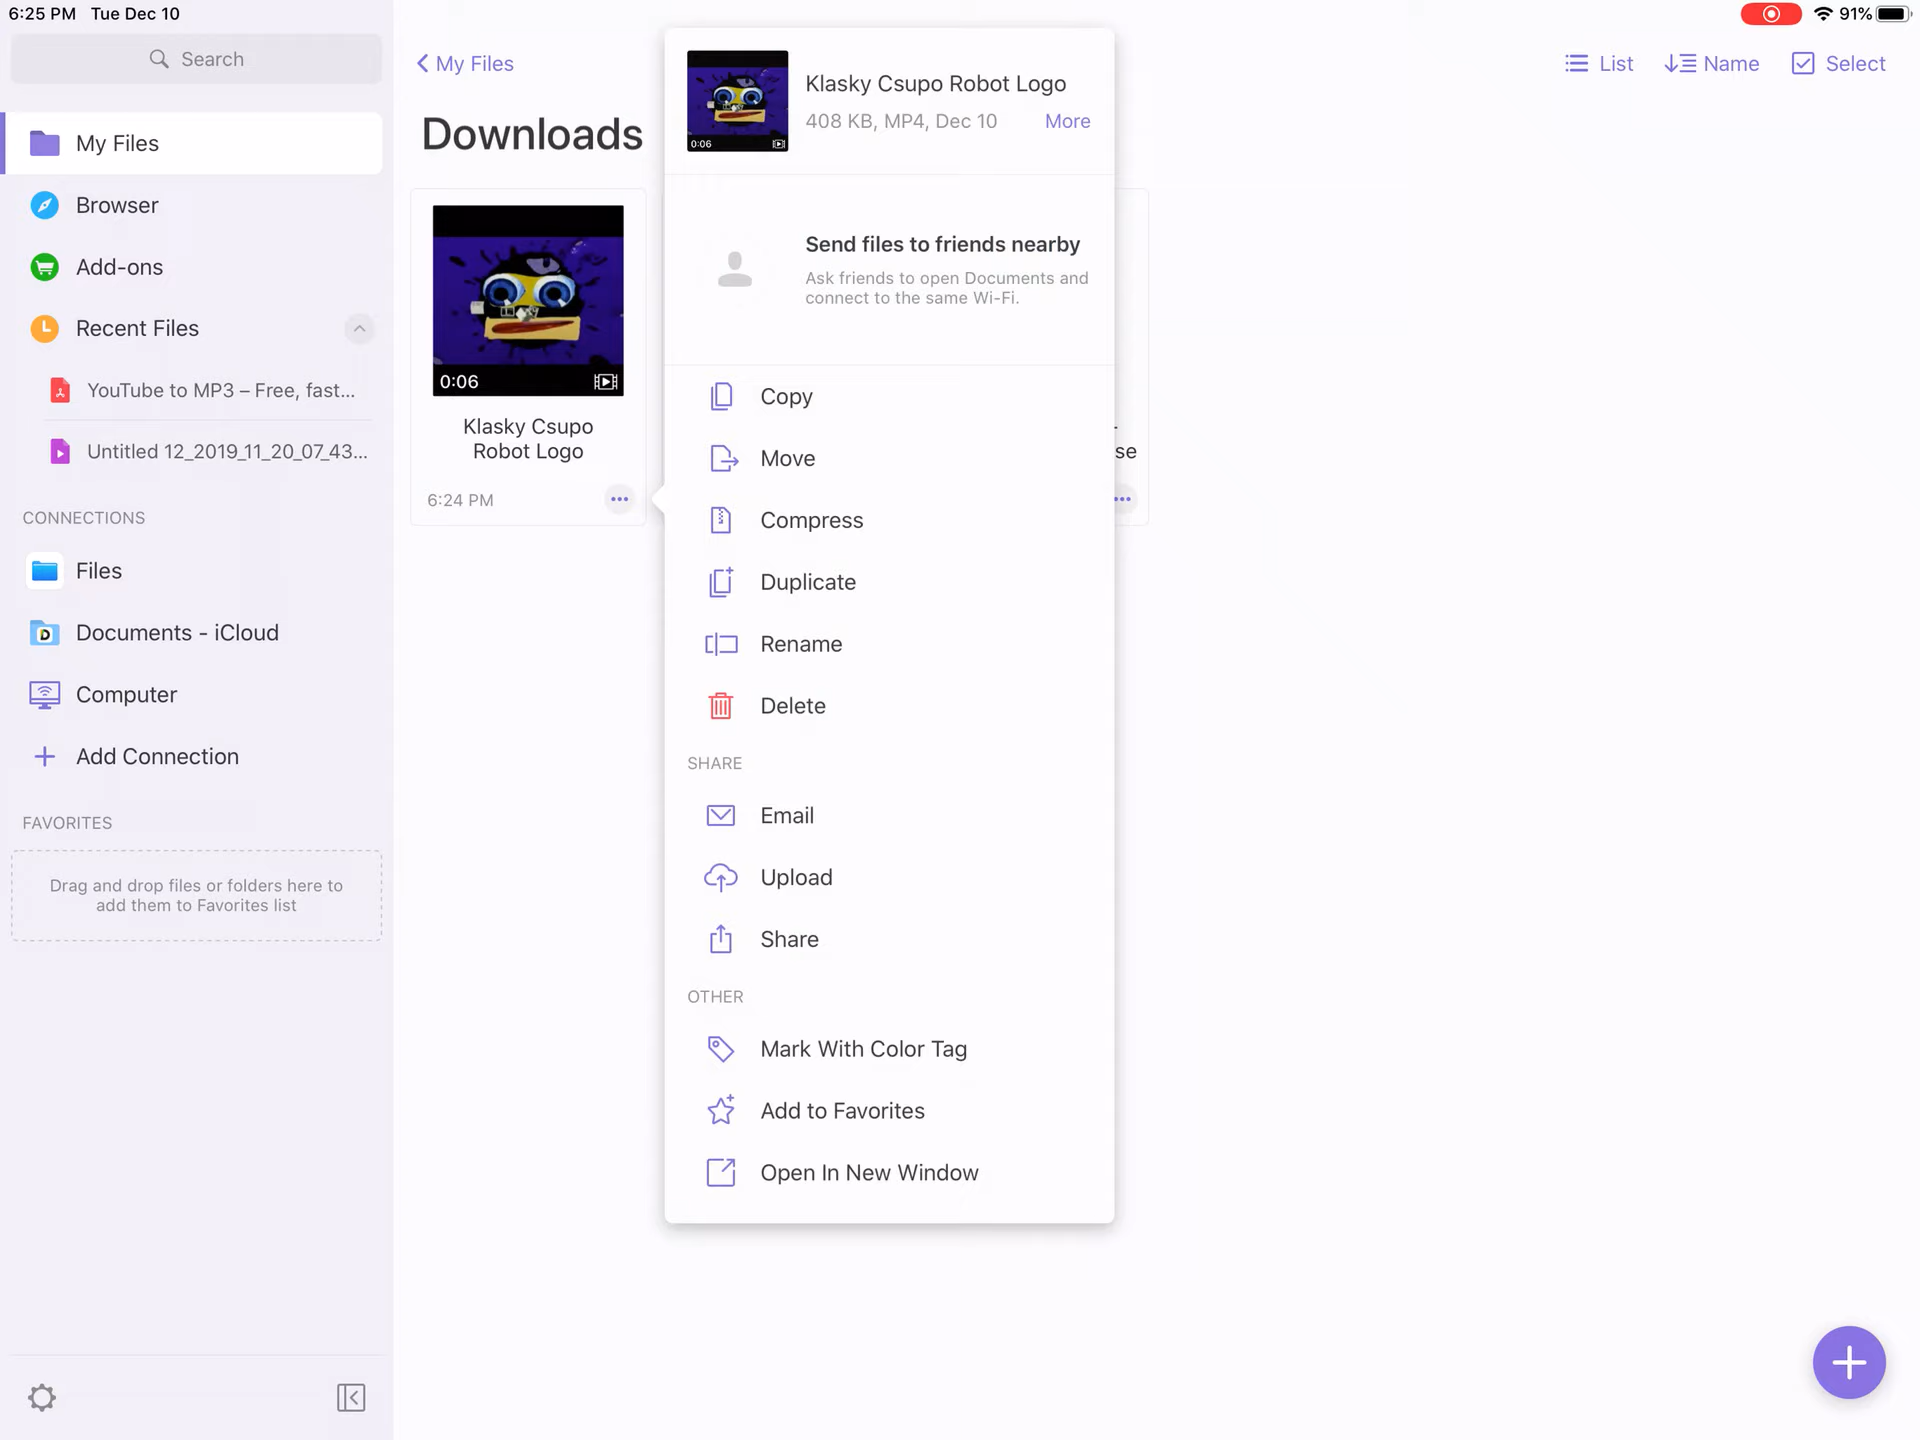 6:25 PM Tue Dec 10
91%
Search
My Files
Browser
Add-ons
Recent Files
YouTube to MP3 – Free, fast...
Untitled 12_2019_11_20_07_43...
CONNECTIONS
Files
Documents - iCloud
Computer
Add Connection
FAVORITES
Drag and drop files or folders here to
add them to Favorites list
My Files
List
Name
Select
Downloads
0:06
Klasky Csupo
Robot Logo
6:24 PM
se
0:06
Klasky Csupo Robot Logo
408 KB, MP4, Dec 10
More
Send files to friends nearby
Ask friends to open Documents and
connect to the same Wi-Fi.
Copy
Move
Compress
Duplicate
Rename
Delete
SHARE
Email
Upload
Share
OTHER
Mark With Color Tag
Add to Favorites
Open In New Window